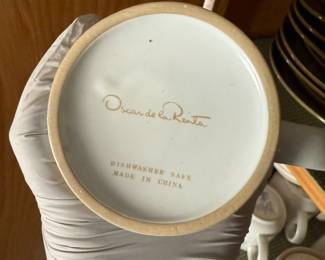 Oscar de la Renta
DISHWASHER SAFE
MADE IN CHINA